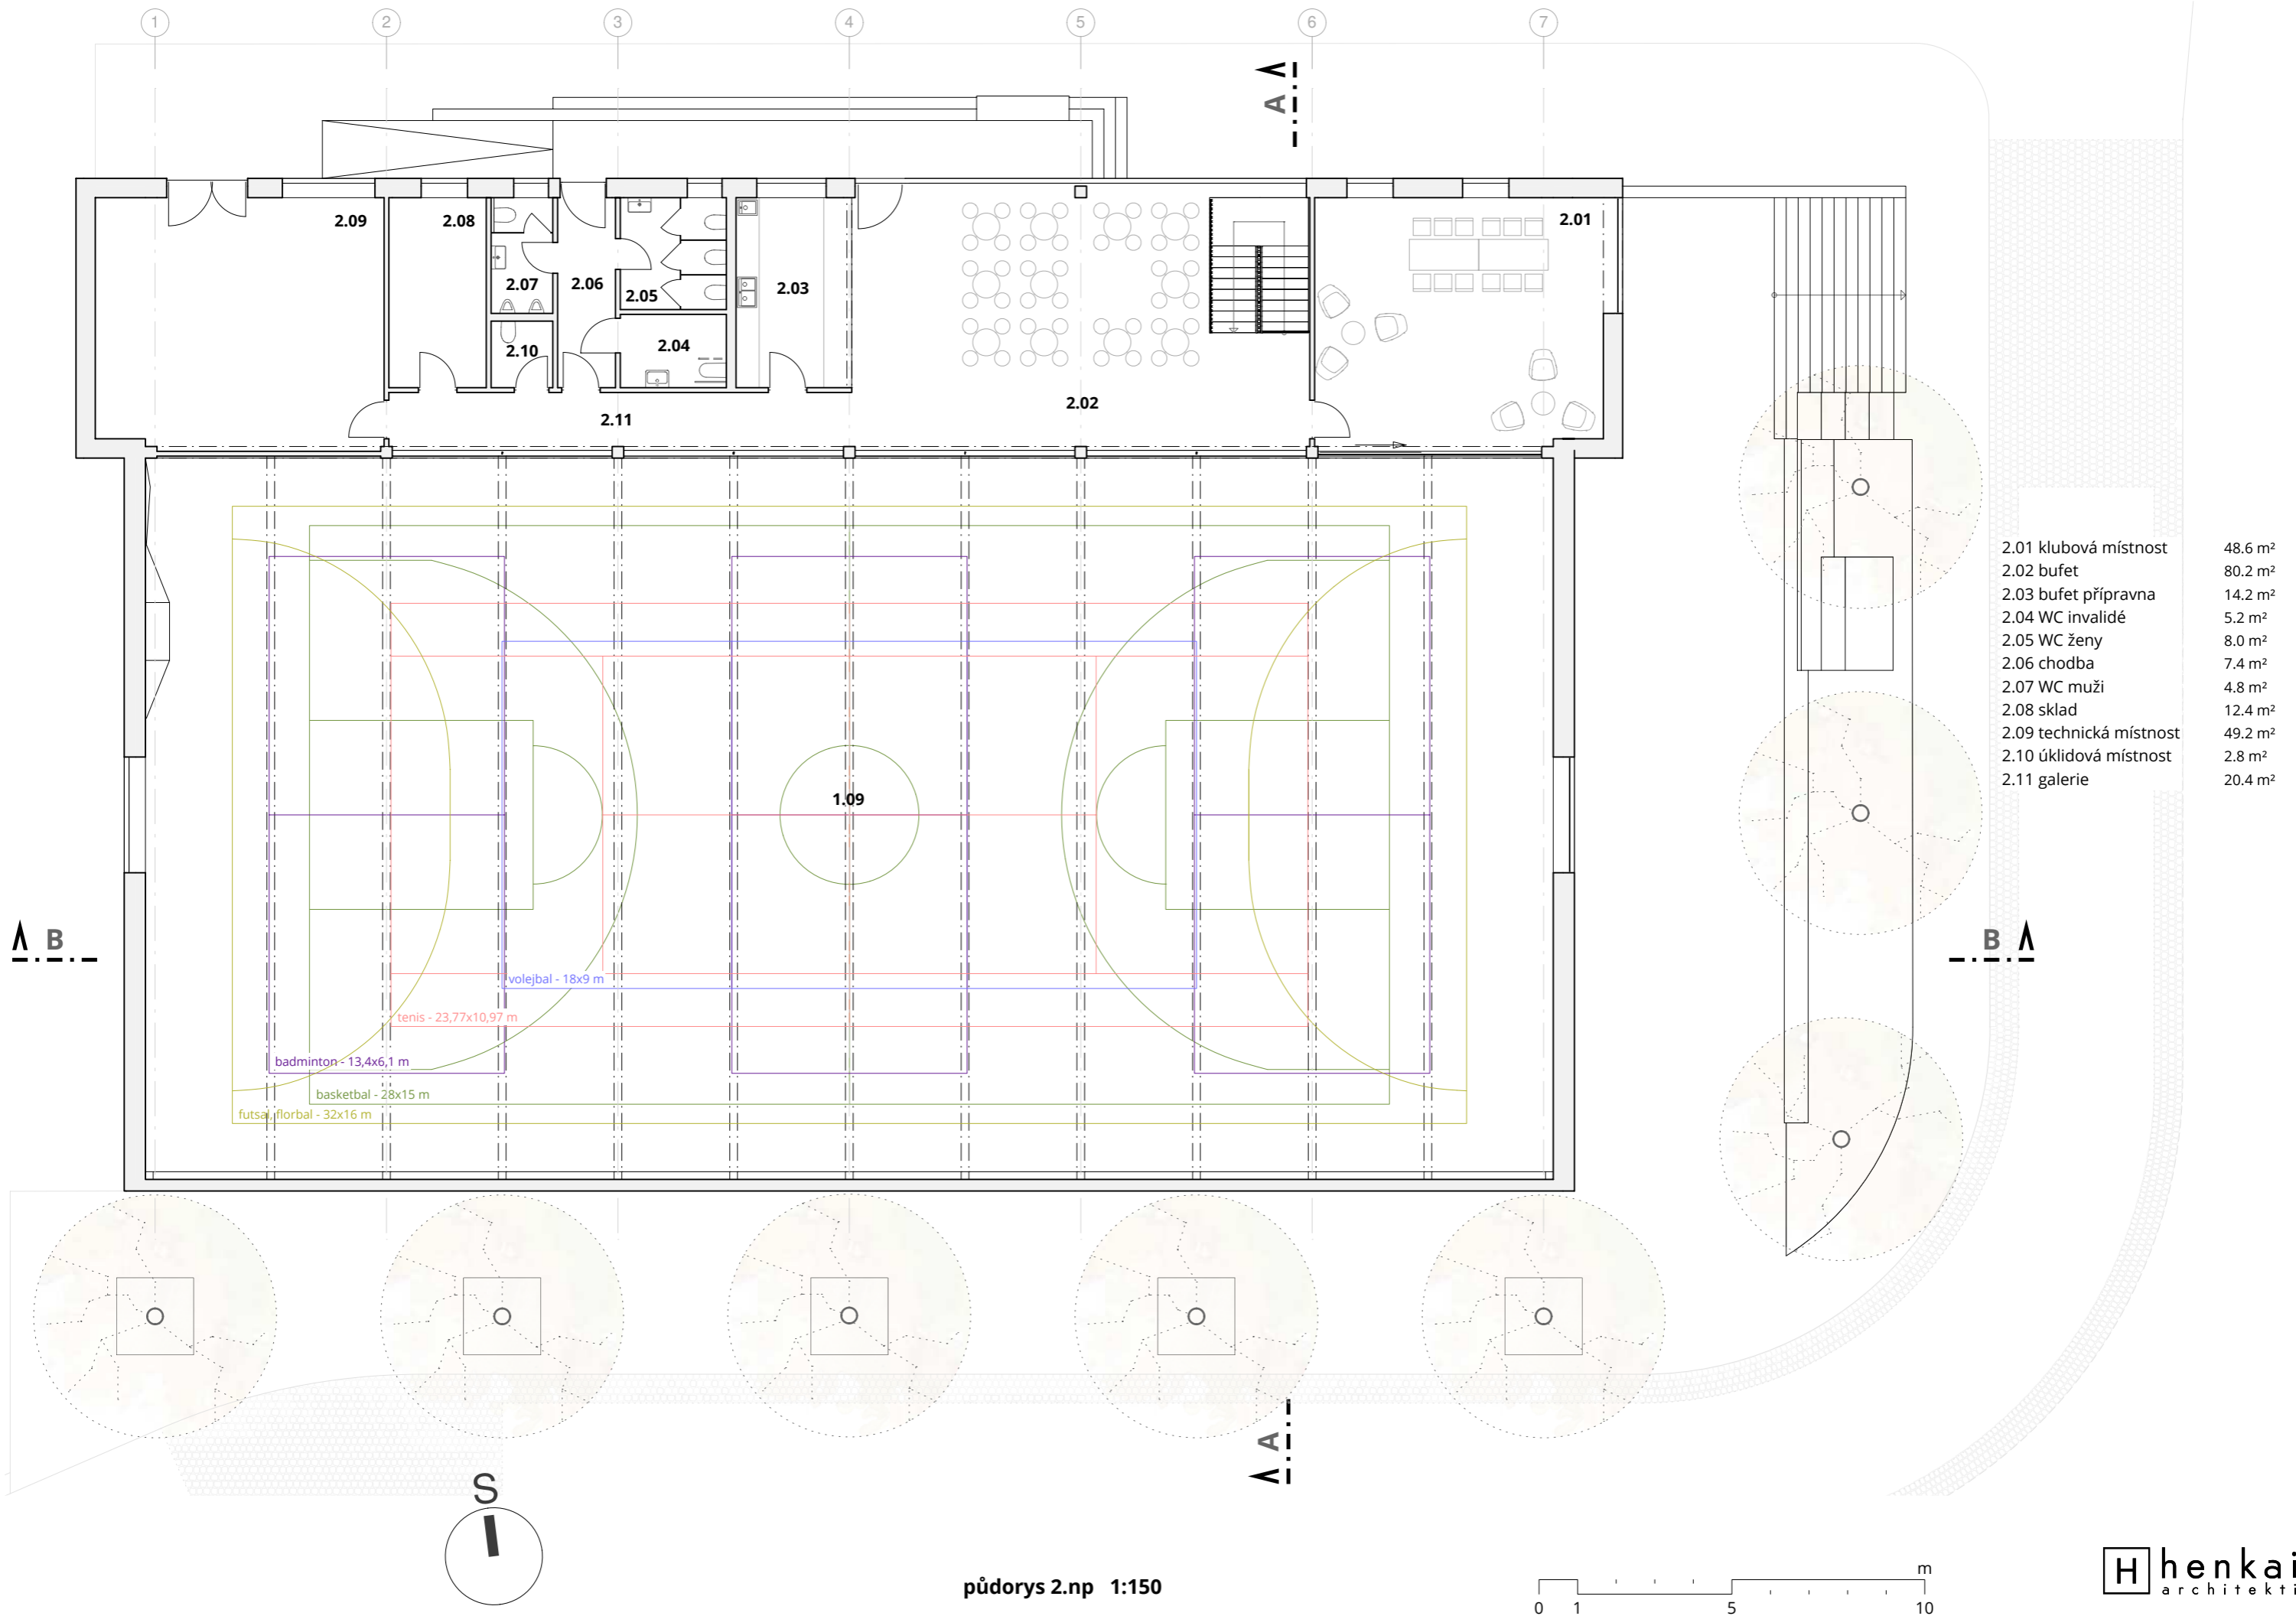 1 2 3 4 5 6 7
A
2.09 2.08 2.01
2.07 2.06 2.05 2.03
2.10 2.04
2.11 2.02
2.01 klubová místnost 48.6 m²
2.02 bufet 80.2 m²
2.03 bufet přípravna 14.2 m²
2.04 WC invalidé 5.2 m²
2.05 WC ženy 8.0 m²
2.06 chodba 7.4 m²
2.07 WC muži 4.8 m²
2.08 sklad 12.4 m²
2.09 technická místnost 49.2 m²
2.10 úklidová místnost 2.8 m²
2.11 galerie 20.4 m²
1.09
B B
volejbal - 18x9 m
tenis - 23,77x10,97 m
badminton - 13,4x6,1 m
basketbal - 28x15 m
futsal, florbal - 32x16 m
A
S
půdorys 2.np 1:150
m
0 1 5 10
H henkai
architekti